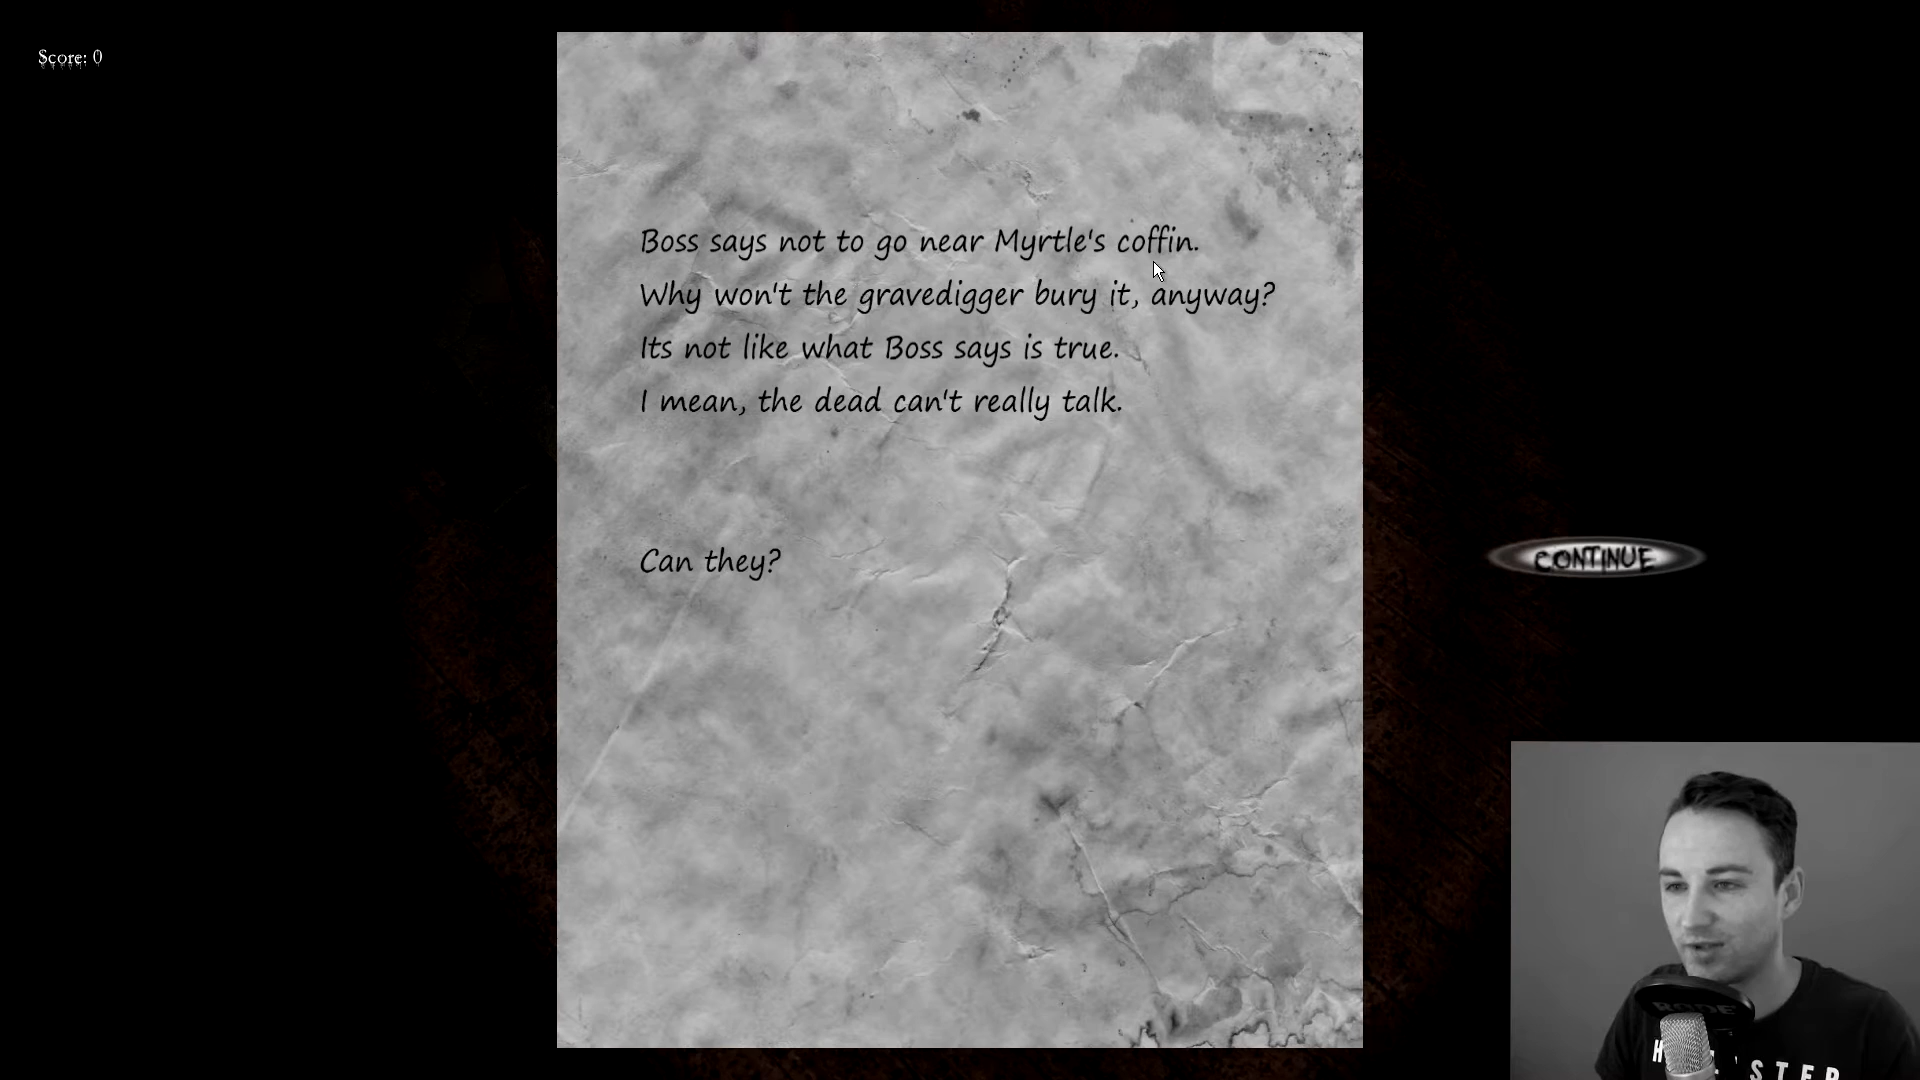 Score: 0
Boss says not to go near Myrtle's coffin.
Why won't the gravedigger bury it, anyway?
Its not like what Boss says is true.
I mean, the dead can't really talk.
Can they?
CONTINUE
RODE